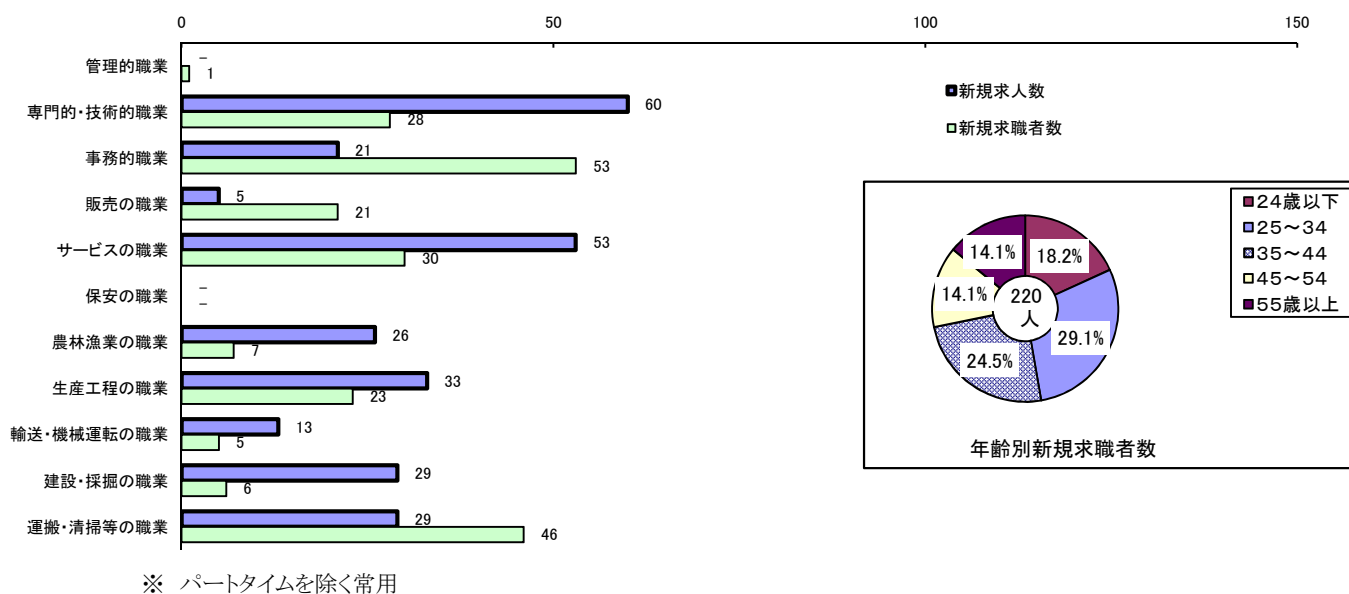 0 50 100 150
管理的職業
－
1
専門的・技術的職業
60
28
事務的職業
21
53
販売の職業
5
21
サービスの職業
53
30
保安の職業
－
－
農林漁業の職業
26
7
生産工程の職業
33
23
輸送・機械運転の職業
13
5
建設・採掘の職業
29
6
運搬・清掃等の職業
29
46
※ パートタイムを除く常用
新規求人数
新規求職者数
24歳以下
25～34
35～44
45～54
55歳以上
14.1%
18.2%
14.1%
220
人
29.1%
24.5%
年齢別新規求職者数